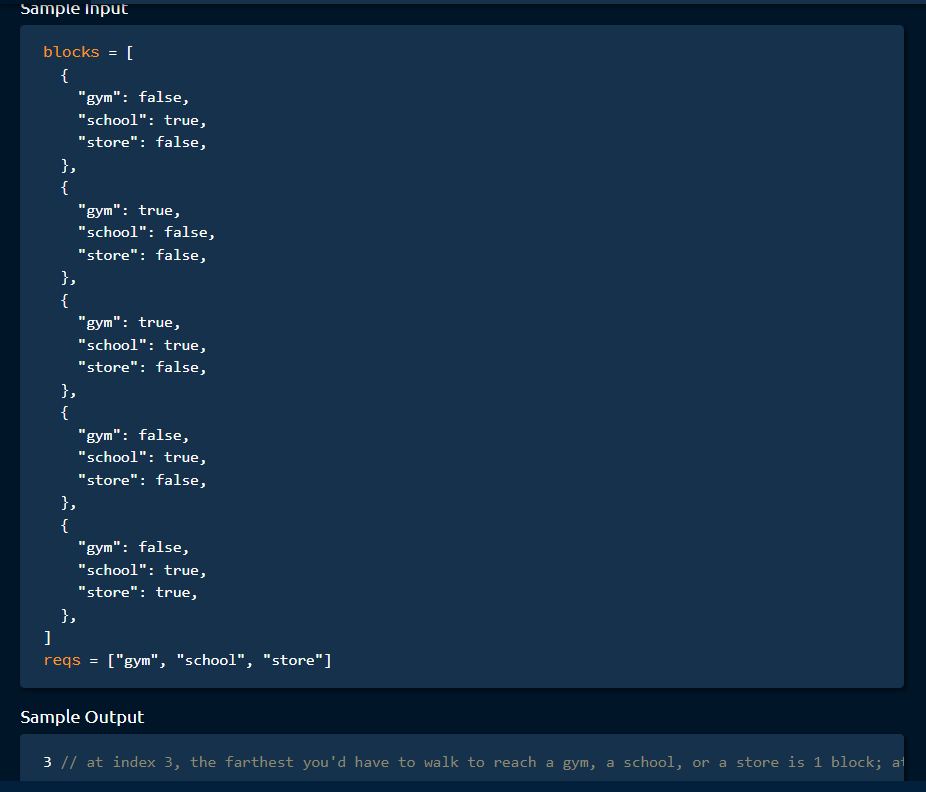 Sample Input
blocks = [
  {
    "gym": false,
    "school": true,
    "store": false,
  },
  {
    "gym": true,
    "school": false,
    "store": false,
  },
  {
    "gym": true,
    "school": true,
    "store": false,
  },
  {
    "gym": false,
    "school": true,
    "store": false,
  },
  {
    "gym": false,
    "school": true,
    "store": true,
  },
]
reqs = ["gym", "school", "store"]
Sample Output
3 // at index 3, the farthest you'd have to walk to reach a gym, a school, or a store is 1 block;